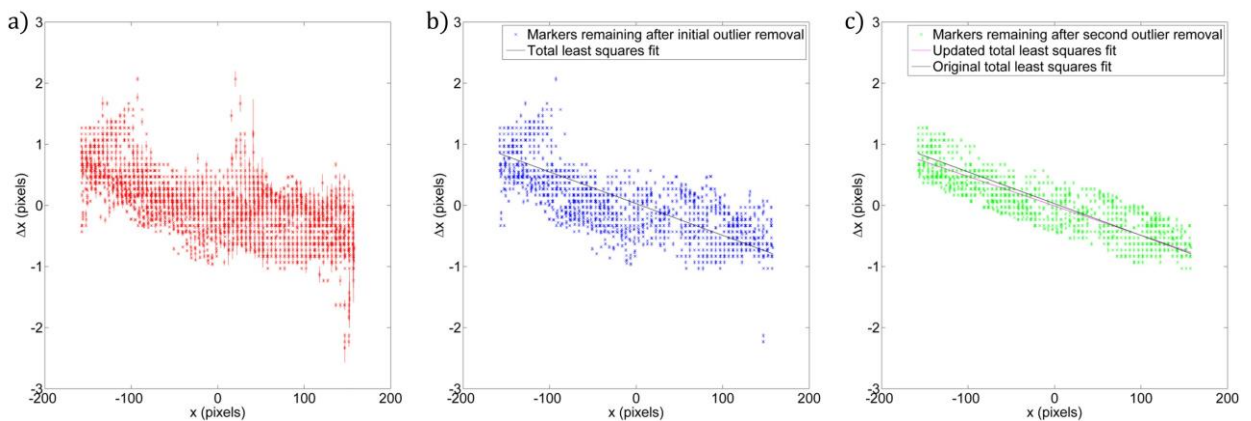 a)
3
2
1
0
-1
-2
-3
-200
-100
0
100
200
Δx (pixels)
x (pixels)
b)
3
2
1
0
-1
-2
-3
-200
-100
0
100
200
Δx (pixels)
x (pixels)
Markers remaining after initial outlier removal
Total least squares fit
c)
3
2
1
0
-1
-2
-3
-200
-100
0
100
200
Δx (pixels)
x (pixels)
Markers remaining after second outlier removal
Updated total least squares fit
Original total least squares fit